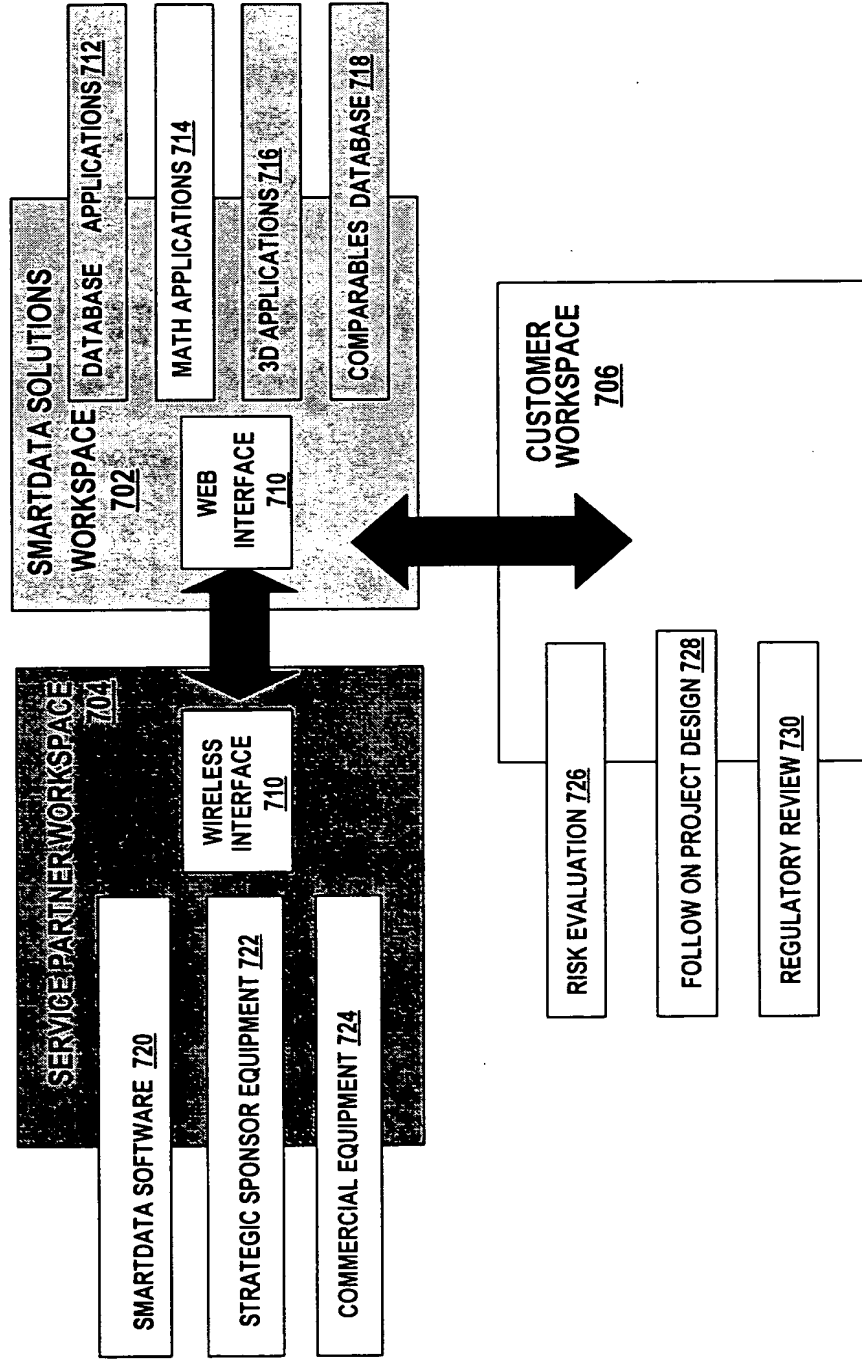 SERVICE PARTNER WORKSPACE
704
SMARTDATA SOFTWARE 720
STRATEGIC SPONSOR EQUIPMENT 722
COMMERCIAL EQUIPMENT 724
WIRELESS
INTERFACE
710
SMARTDATA SOLUTIONS
WORKSPACE
702
WEB
INTERFACE
710
DATABASE APPLICATIONS 712
MATH APPLICATIONS 714
3D APPLICATIONS 716
COMPARABLES DATABASE 718
CUSTOMER
WORKSPACE
706
RISK EVALUATION 726
FOLLOW ON PROJECT DESIGN 728
REGULATORY REVIEW 730